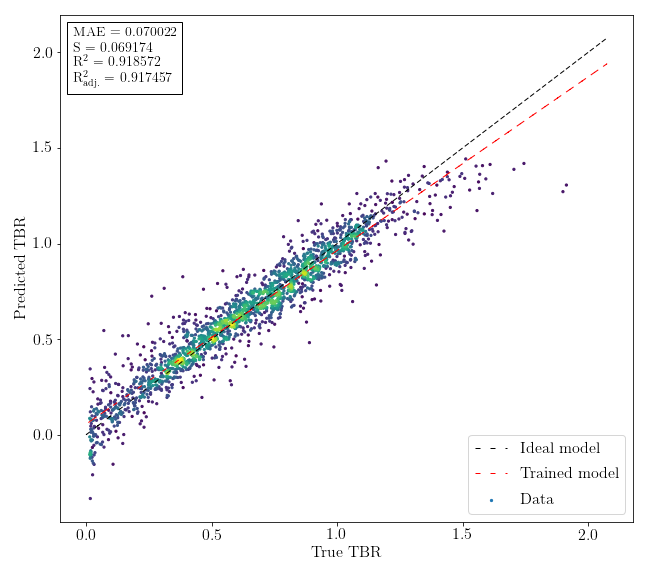 MAE = 0.070022
S = 0.069174
R² = 0.918572
R²adj. = 0.917457
2.0
1.5
1.0
0.5
0.0
Predicted TBR
Ideal model
Trained model
Data
0.0 0.5 1.0 1.5 2.0
True TBR